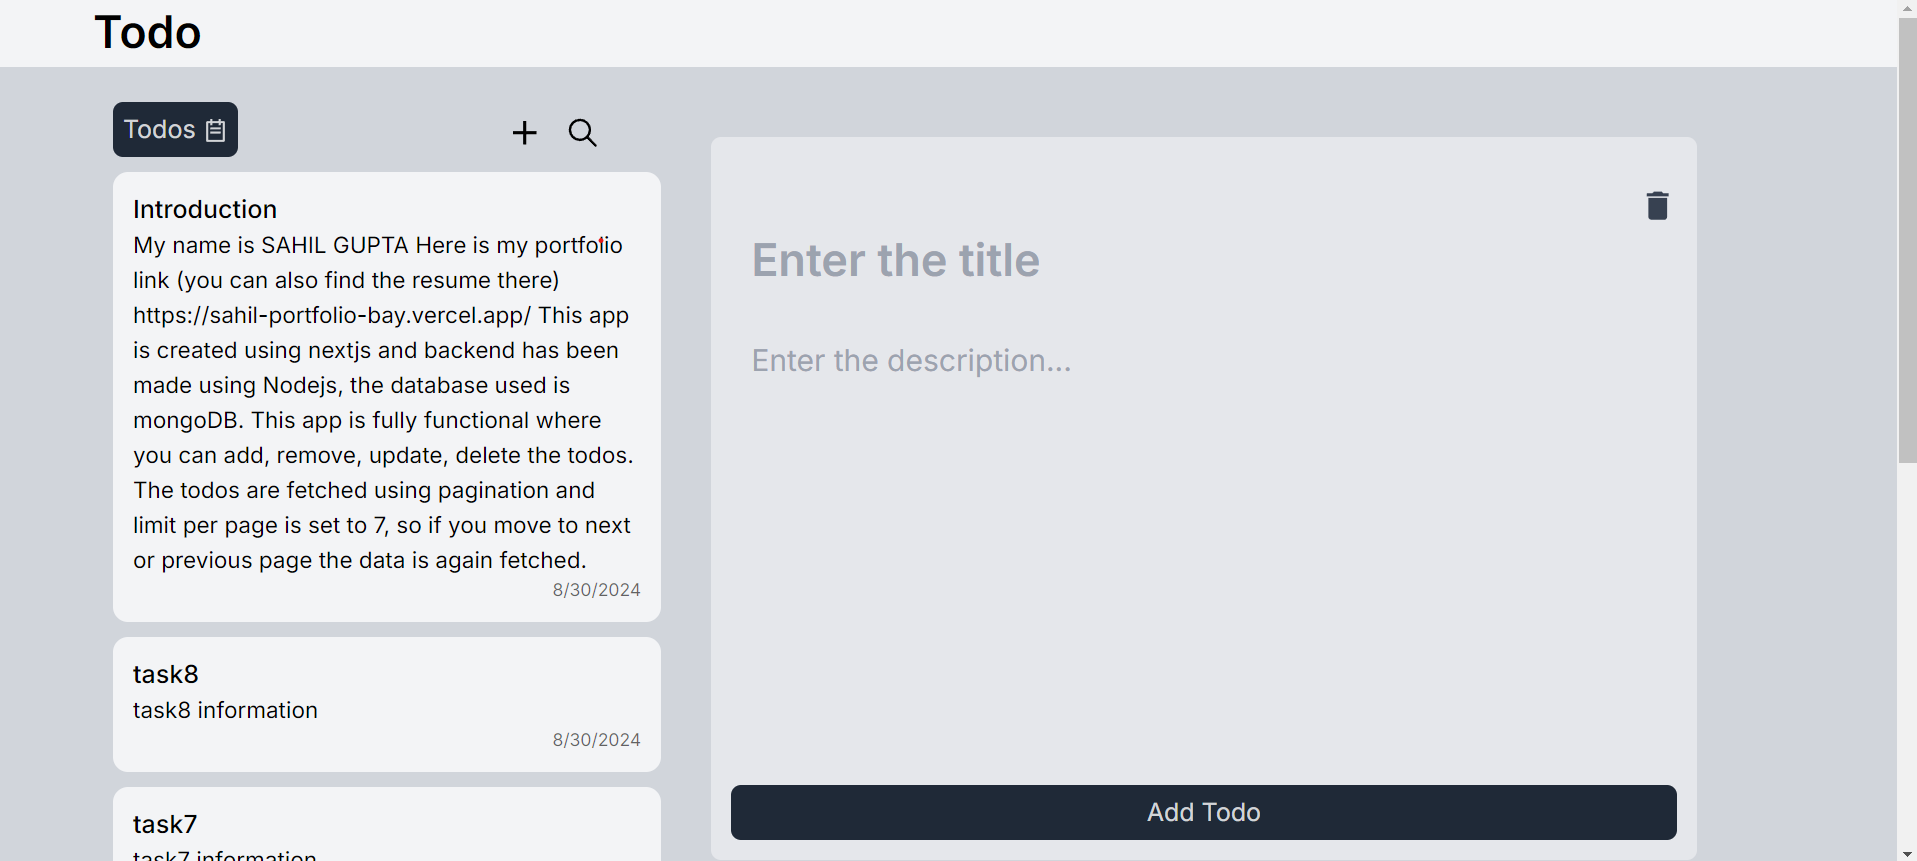 Todo
Todos
Introduction
My name is SAHIL GUPTA Here is my portfolio
link (you can also find the resume there)
https://sahil-portfolio-bay.vercel.app/ This app
is created using nextjs and backend has been
made using Nodejs, the database used is
mongoDB. This app is fully functional where
you can add, remove, update, delete the todos.
The todos are fetched using pagination and
limit per page is set to 7, so if you move to next
or previous page the data is again fetched.
8/30/2024
task8
task8 information
8/30/2024
task7
task7 information
Enter the title
Enter the description...
Add Todo